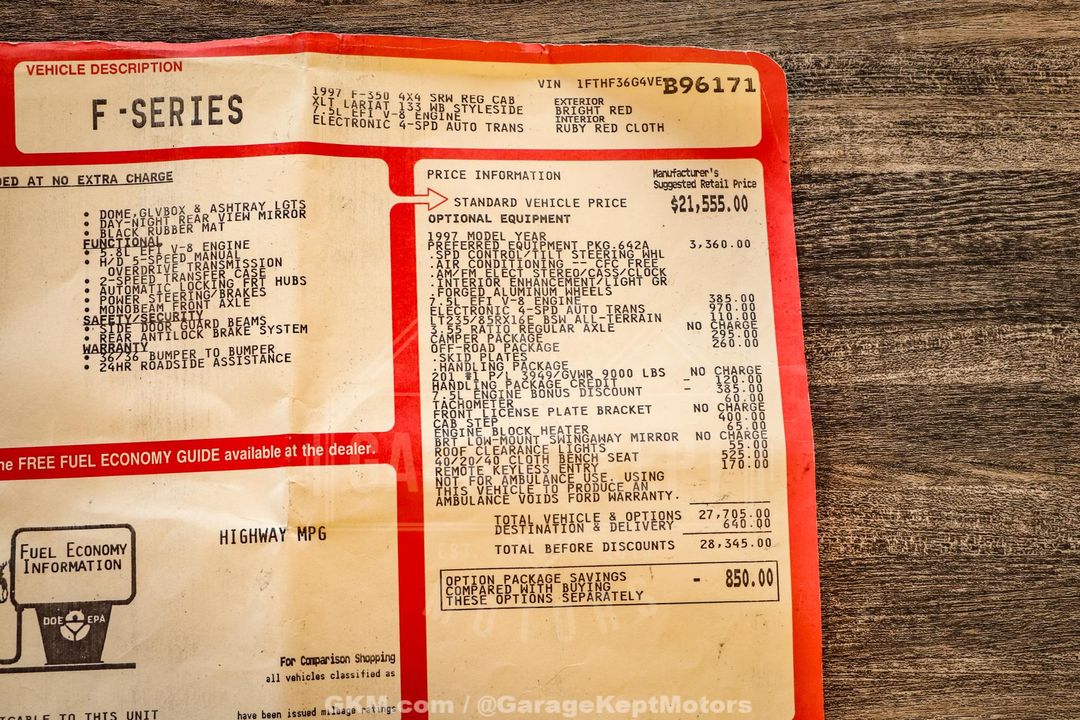 VEHICLE DESCRIPTION
F-SERIES
1997 F-350 4X4 SRW REG CAB
XLT LARIAT 133 WB STYLESIDE
7.5L EFI V-8 ENGINE
ELECTRONIC 4-SPD AUTO TRANS
VIN 1FTHF36G4VEB96171
EXTERIOR
BRIGHT RED
INTERIOR
RUBY RED CLOTH
AT NO EXTRA CHARGE
• DOME,GLVBOX & ASHTRAY LGTS
• DAY-NIGHT REAR VIEW MIRROR
• BLACK RUBBER MAT
FUNCTIONAL
• 5.8L EFI V-8 ENGINE
• H/D 5-SPEED MANUAL
OVERDRIVE TRANSMISSION
• 2-SPEED TRANSFER CASE
• AUTOMATIC LOCKING FRT HUBS
• POWER STEERING/BRAKES
• MONOBEAM FRONT AXLE
SAFETY/SECURITY
• SIDE DOOR GUARD BEAMS
• REAR ANTILOCK BRAKE SYSTEM
WARRANTY
• 36/36 BUMPER TO BUMPER
• 24HR ROADSIDE ASSISTANCE
FREE FUEL ECONOMY GUIDE available at the dealer.
FUEL ECONOMY
INFORMATION
DOE EPA
HIGHWAY MPG
For Comparison Shopping
all vehicles classified as
have been issued mileage ratings
TO THIS UNIT
PRICE INFORMATION
Manufacturer's
Suggested Retail Price
STANDARD VEHICLE PRICE $21,555.00
OPTIONAL EQUIPMENT
1997 MODEL YEAR
PREFERRED EQUIPMENT PKG.642A 3,360.00
.SPD CONTROL/TILT STEERING WHL
.AIR CONDITIONING -- CFC FREE
.AM/FM ELECT STEREO/CASS/CLOCK
.INTERIOR ENHANCEMENT/LIGHT GR
.FORGED ALUMINUM WHEELS
7.5L EFI V-8 ENGINE 385.00
ELECTRONIC 4-SPD AUTO TRANS 970.00
LT235/85RX16E BSW ALL-TERRAIN 110.00
3.55 RATIO REGULAR AXLE NO CHARGE
CAMPER PACKAGE 295.00
OFF-ROAD PACKAGE 260.00
.SKID PLATES
.HANDLING PACKAGE
201 #1 P/L 3949/GVWR 9000 LBS NO CHARGE
HANDLING PACKAGE CREDIT - 120.00
7.5L ENGINE BONUS DISCOUNT - 385.00
TACHOMETER 60.00
FRONT LICENSE PLATE BRACKET NO CHARGE
CAB STEP 400.00
ENGINE BLOCK HEATER 65.00
BRT LOW-MOUNT SWINGAWAY MIRROR NO CHARGE
ROOF CLEARANCE LIGHTS 55.00
40/20/40 CLOTH BENCH SEAT 525.00
REMOTE KEYLESS ENTRY 170.00
NOT FOR AMBULANCE USE. USING
THIS VEHICLE TO PRODUCE AN
AMBULANCE VOIDS FORD WARRANTY.
TOTAL VEHICLE & OPTIONS 27,705.00
DESTINATION & DELIVERY 640.00
TOTAL BEFORE DISCOUNTS 28,345.00
OPTION PACKAGE SAVINGS
COMPARED WITH BUYING
THESE OPTIONS SEPARATELY - 850.00
GKM.com / @GarageKeptMotors